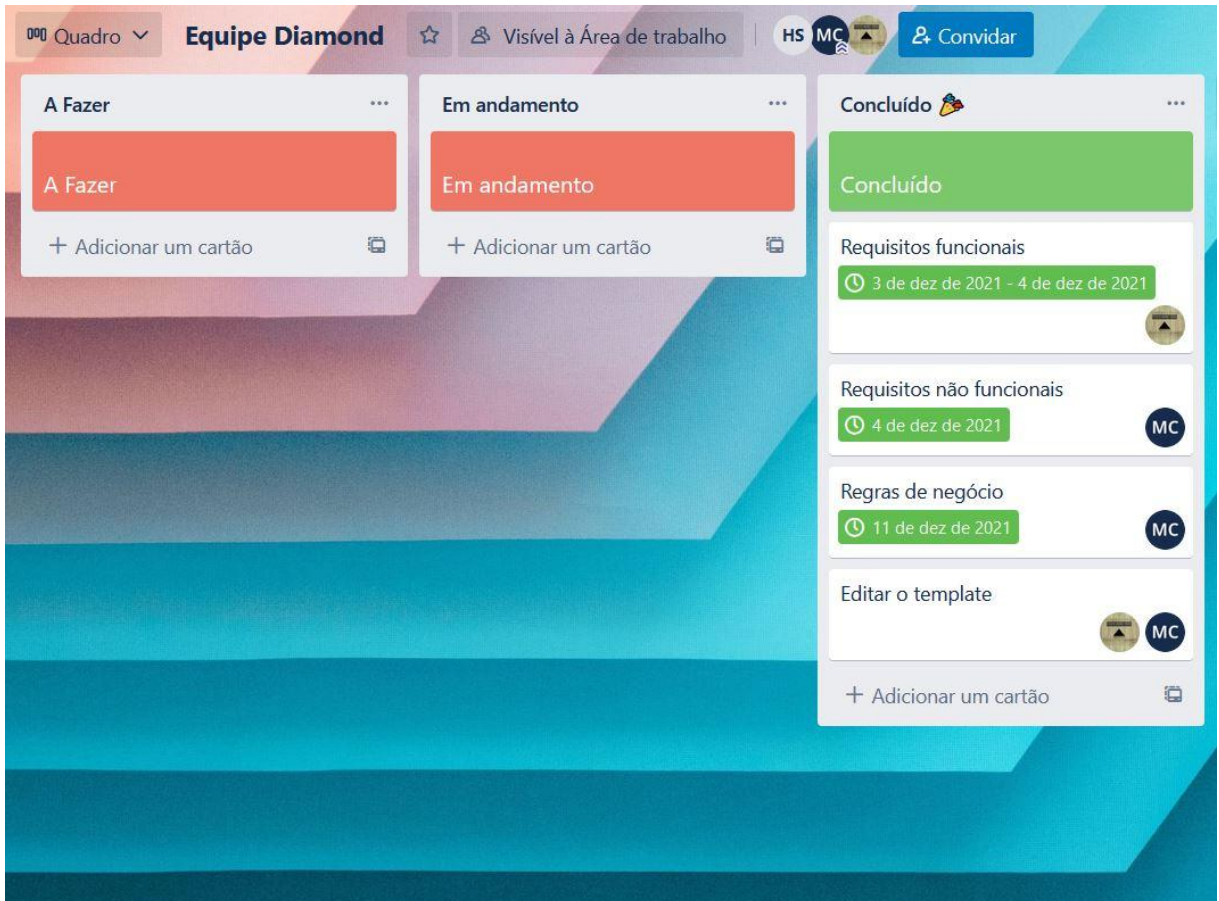 Quadro Equipe Diamond Visível à Área de trabalho HS MC Convidar
A Fazer
A Fazer
+ Adicionar um cartão
Em andamento
Em andamento
+ Adicionar um cartão
Concluído
Concluído
Requisitos funcionais
3 de dez de 2021 - 4 de dez de 2021
Requisitos não funcionais
4 de dez de 2021 MC
Regras de negócio
11 de dez de 2021 MC
Editar o template
MC
+ Adicionar um cartão